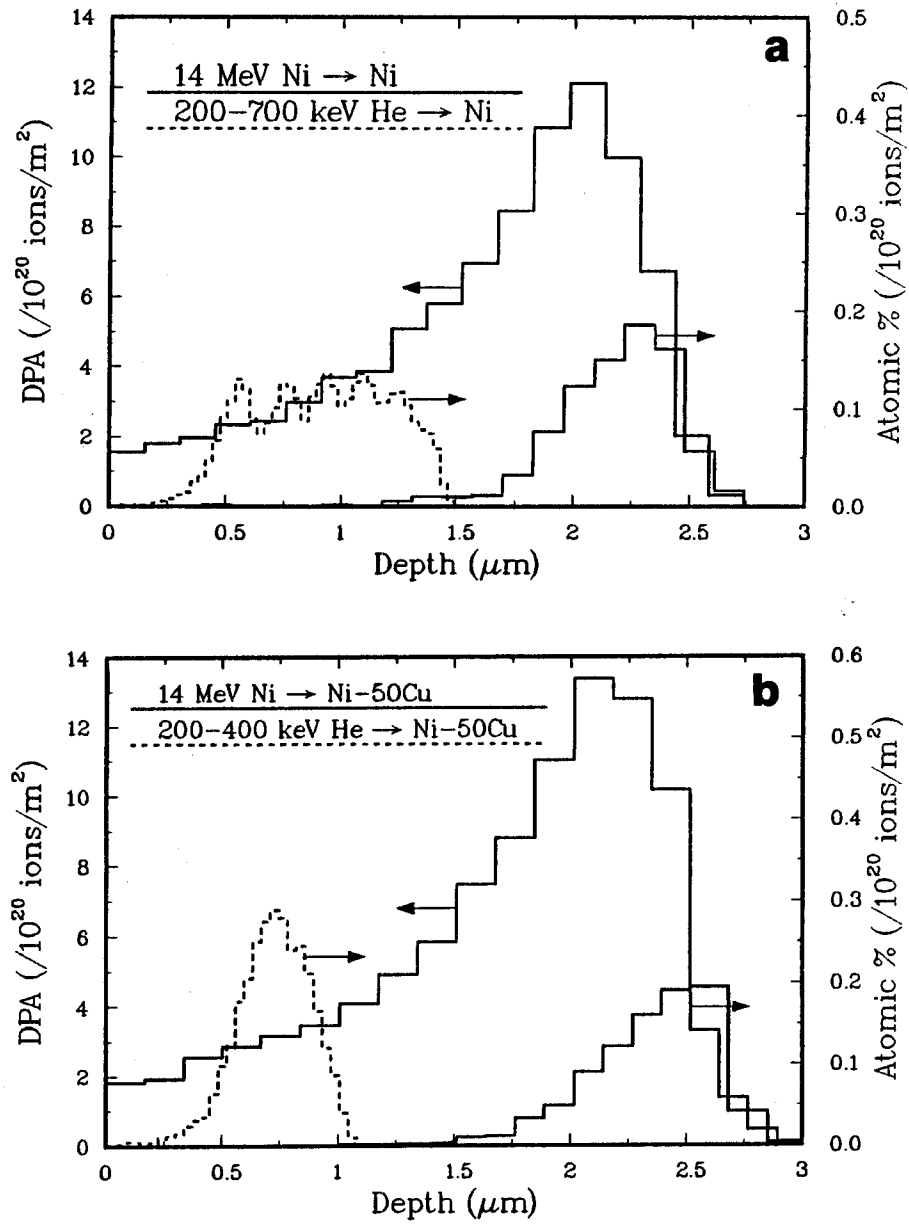 a
14 MeV Ni → Ni
200-700 keV He → Ni
DPA (/10²⁰ ions/m²)
14
12
10
8
6
4
2
0
Atomic % (/10²⁰ ions/m²)
0.5
0.4
0.3
0.2
0.1
0.0
0 0.5 1 1.5 2 2.5 3
Depth (μm)
b
14 MeV Ni → Ni-50Cu
200-400 keV He → Ni-50Cu
DPA (/10²⁰ ions/m²)
14
12
10
8
6
4
2
0
Atomic % (/10²⁰ ions/m²)
0.6
0.5
0.4
0.3
0.2
0.1
0.0
0 0.5 1 1.5 2 2.5 3
Depth (μm)